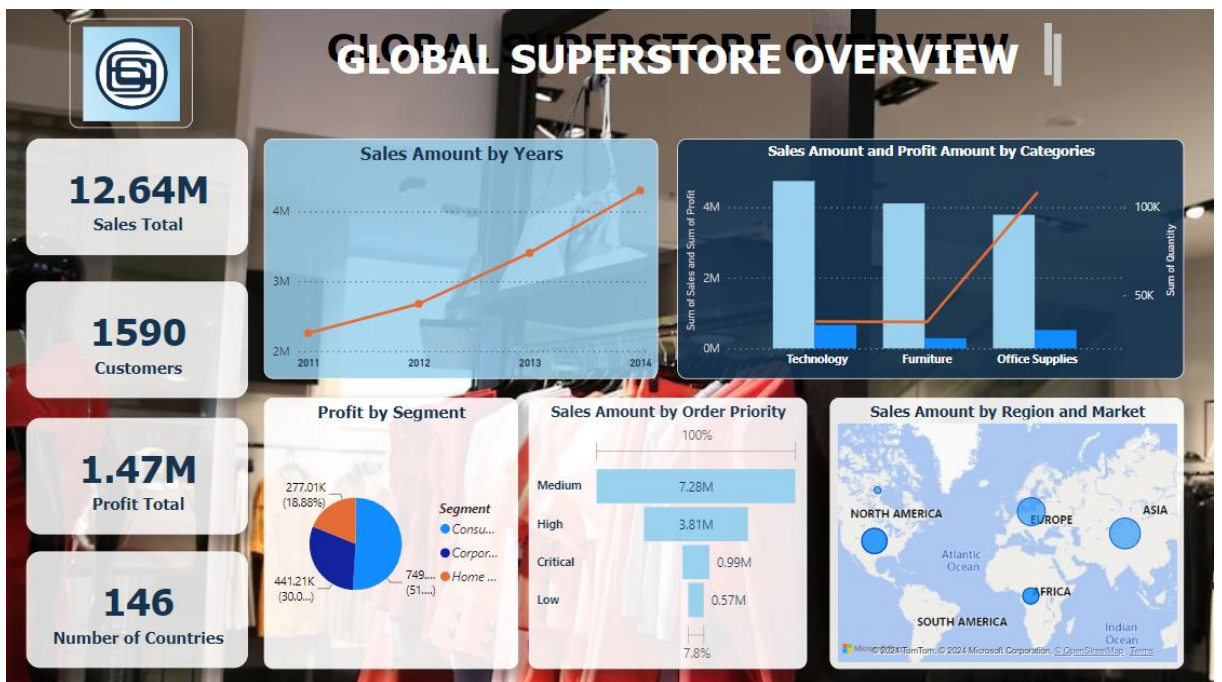 GLOBAL SUPERSTORE OVERVIEW
12.64M
Sales Total
1590
Customers
1.47M
Profit Total
146
Number of Countries
Sales Amount by Years
4M
3M
2M
2011 2012 2013 2014
Sales Amount and Profit Amount by Categories
Sum of Sales and Sum of Profit
4M
2M
0M
100K
50K
Sum of Quantity
Technology Furniture Office Supplies
Profit by Segment
277.01K
(18.88%)
441.21K
(30.0...)
749....
(51....)
Segment
Consu...
Corpor...
Home ...
Sales Amount by Order Priority
100%
Medium 7.28M
High 3.81M
Critical 0.99M
Low 0.57M
7.8%
Sales Amount by Region and Market
NORTH AMERICA
EUROPE
ASIA
Atlantic
Ocean
AFRICA
SOUTH AMERICA
Indian
Ocean
© 2024 TomTom, © 2024 Microsoft Corporation, © OpenStreetMap Terms